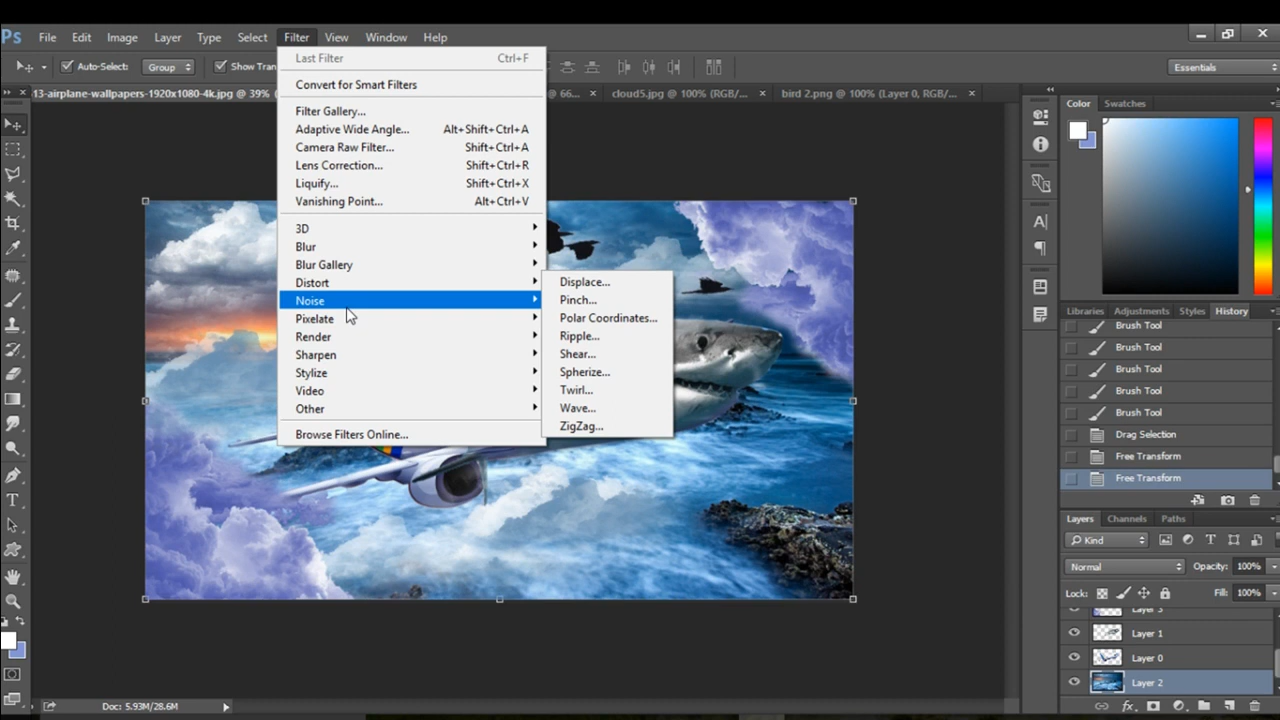 Ps File Edit Image Layer Type Select Filter View Window Help
Auto-Select: Group Show Tran
Essentials
13-airplane-wallpapers-1920x1080-4k.jpg @ 39% ( @ 66... × cloud5.jpg @ 100% (RGB/... × bird 2.png @ 100% (Layer 0, RGB/... ×
Last Filter Ctrl+F
Convert for Smart Filters
Filter Gallery...
Adaptive Wide Angle... Alt+Shift+Ctrl+A
Camera Raw Filter... Shift+Ctrl+A
Lens Correction... Shift+Ctrl+R
Liquify... Shift+Ctrl+X
Vanishing Point... Alt+Ctrl+V
3D
Blur
Blur Gallery
Distort
Noise
Pixelate
Render
Sharpen
Stylize
Video
Other
Browse Filters Online...
Displace...
Pinch...
Polar Coordinates...
Ripple...
Shear...
Spherize...
Twirl...
Wave...
ZigZag...
Color Swatches
Libraries Adjustments Styles History
Brush Tool
Brush Tool
Brush Tool
Brush Tool
Brush Tool
Drag Selection
Free Transform
Free Transform
Layers Channels Paths
Kind
Normal Opacity: 100%
Lock: Fill: 100%
Layer 3
Layer 1
Layer 0
Layer 2
Doc: 5.93M/28.6M